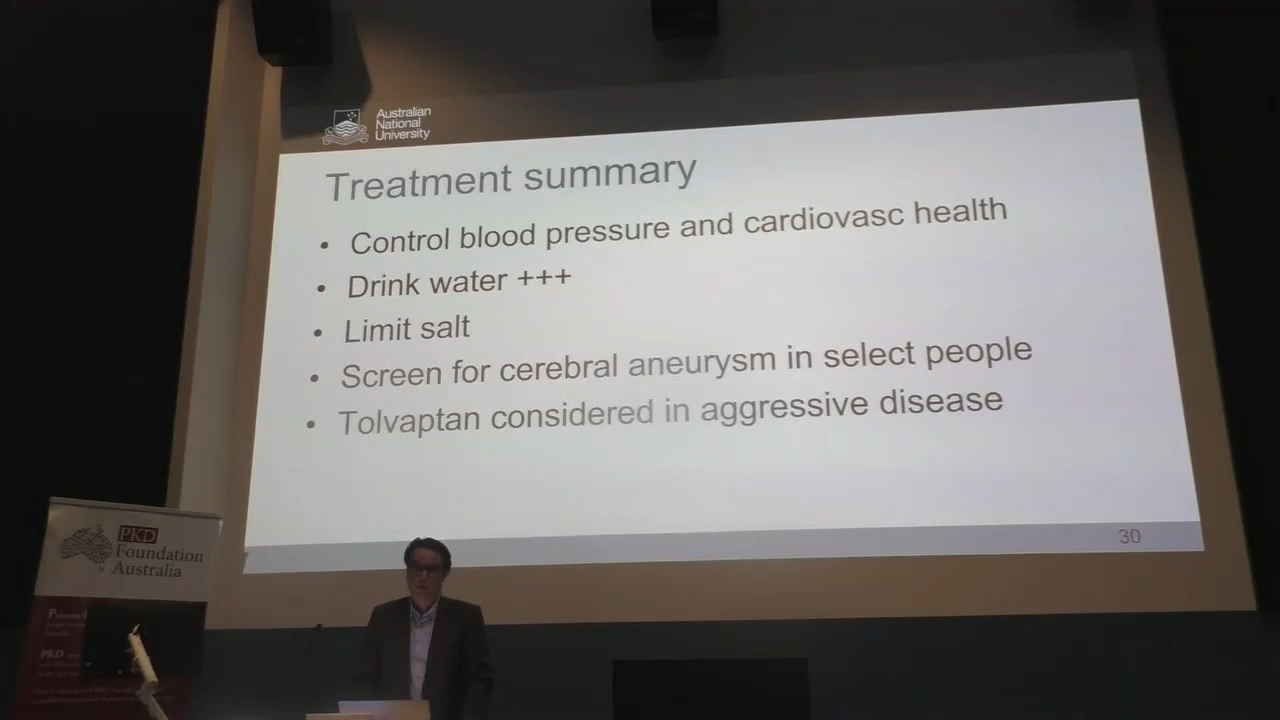 Australian
National
University
Treatment summary
• Control blood pressure and cardiovasc health
• Drink water +++
• Limit salt
• Screen for cerebral aneurysm in select people
• Tolvaptan considered in aggressive disease
30
PKD
Foundation
Australia
PKD